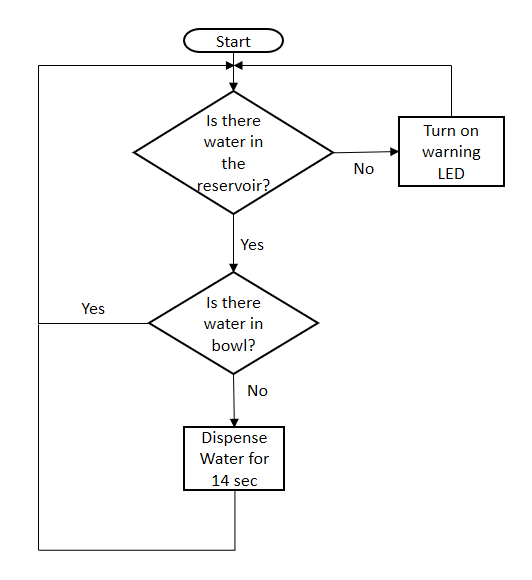 Start
Is there
water in
the
reservoir?
No
Turn on
warning
LED
Yes
Is there
water in
bowl?
Yes
No
Dispense
Water for
14 sec